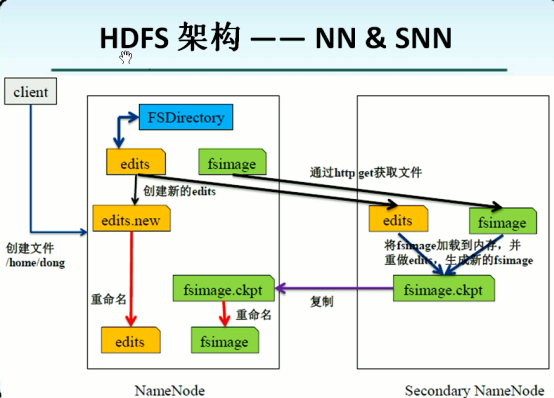 HDFS 架构 —— NN & SNN
client
FSDirectory
edits
fsimage
通过http get获取文件
创建新的edits
edits.new
edits
fsimage
创建文件
/home/dong
将fsimage加载到内存，并
重做edits，生成新的fsimage
fsimage.ckpt
fsimage.ckpt
重命名
重命名
复制
edits
fsimage
NameNode
Secondary NameNode